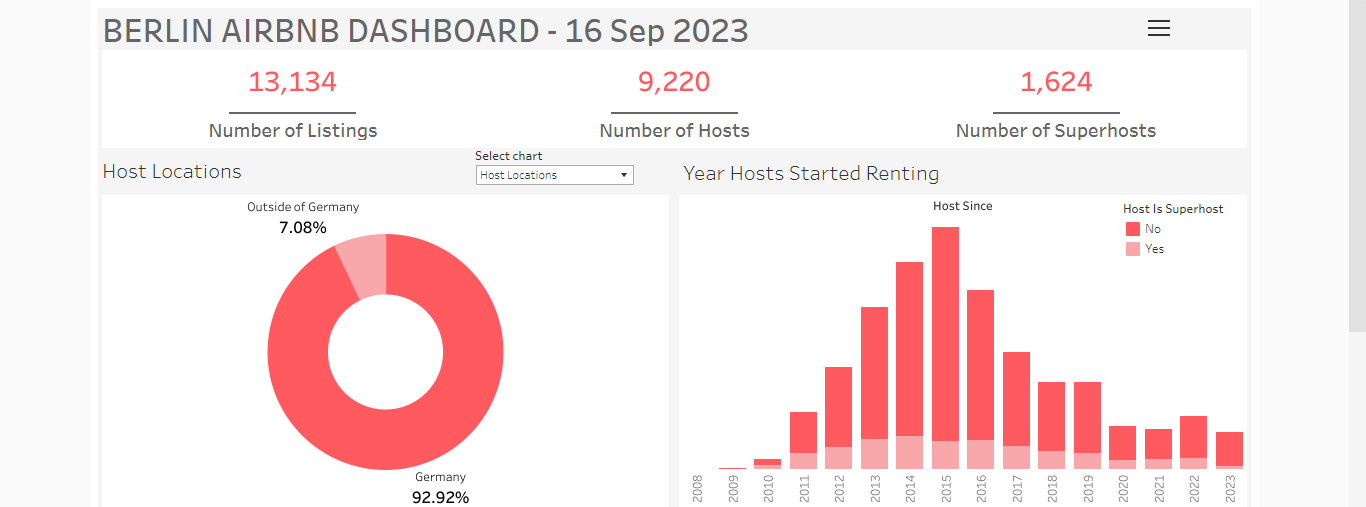 BERLIN AIRBNB DASHBOARD - 16 Sep 2023
13,134
Number of Listings
9,220
Number of Hosts
1,624
Number of Superhosts
Host Locations
Select chart
Host Locations
Outside of Germany
7.08%
Germany
92.92%
Year Hosts Started Renting
Host Since
Host Is Superhost
No
Yes
2008
2009
2010
2011
2012
2013
2014
2015
2016
2017
2018
2019
2020
2021
2022
2023